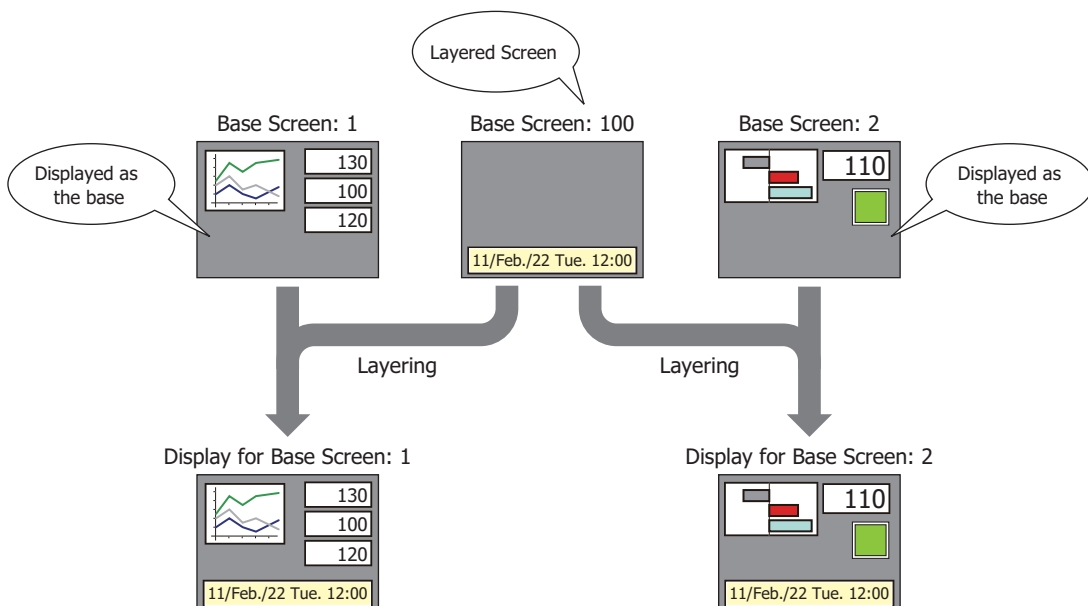 Layered Screen
Base Screen: 1
Base Screen: 100
Base Screen: 2
Displayed as
the base
130
100
120
11/Feb./22 Tue. 12:00
110
Displayed as
the base
Layering
Layering
Display for Base Screen: 1
Display for Base Screen: 2
130
100
120
11/Feb./22 Tue. 12:00
110
11/Feb./22 Tue. 12:00